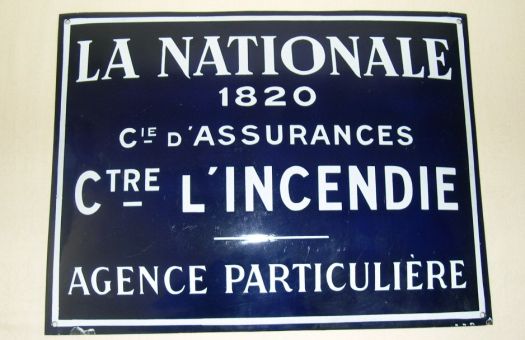 LA NATIONALE
1820
CIE D'ASSURANCES
CTRE L'INCENDIE
AGENCE PARTICULIÈRE